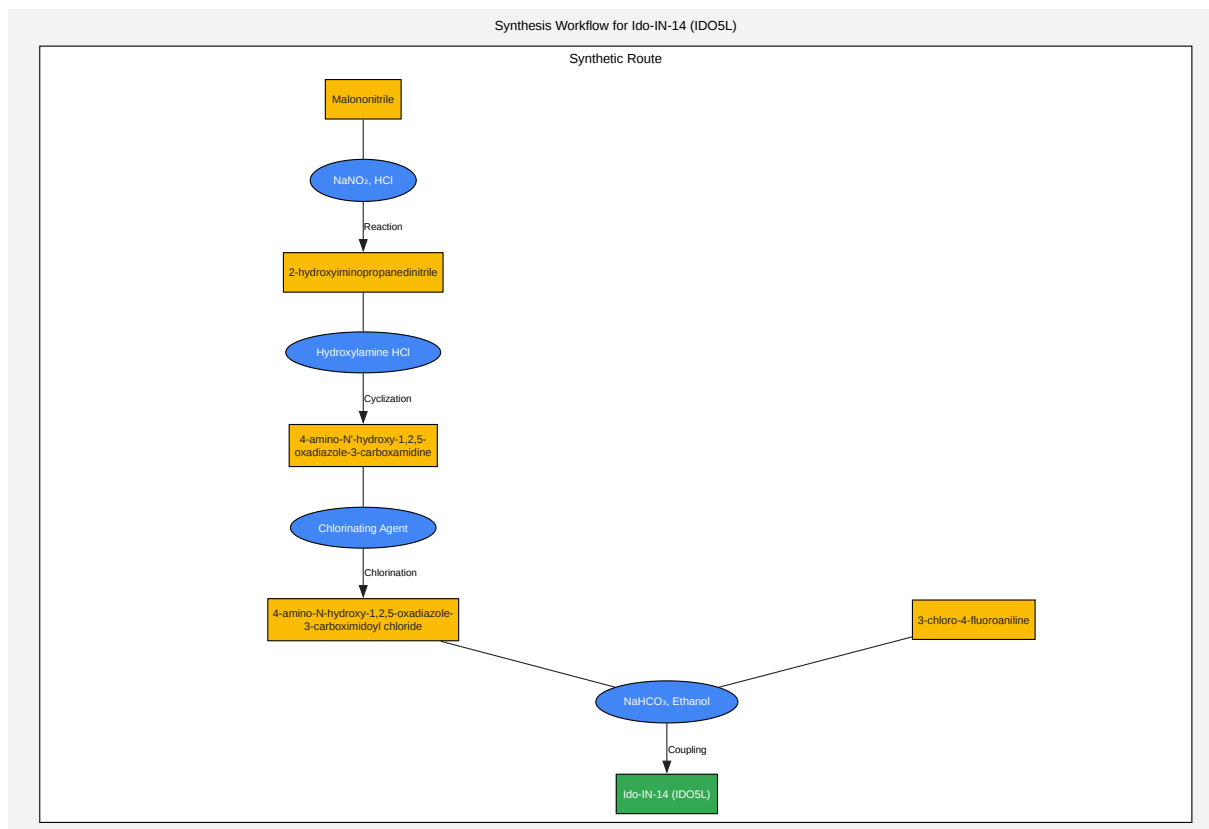 Synthesis Workflow for Ido-IN-14 (IDO5L)
Synthetic Route
Malononitrile
NaNO₂, HCl
Reaction
2-hydroxyiminopropanedinitrile
Hydroxylamine HCl
Cyclization
4-amino-N'-hydroxy-1,2,5-
oxadiazole-3-carboxamidine
Chlorinating Agent
Chlorination
4-amino-N-hydroxy-1,2,5-oxadiazole-
3-carboximidoyl chloride
3-chloro-4-fluoroaniline
NaHCO₃, Ethanol
Coupling
Ido-IN-14 (IDO5L)